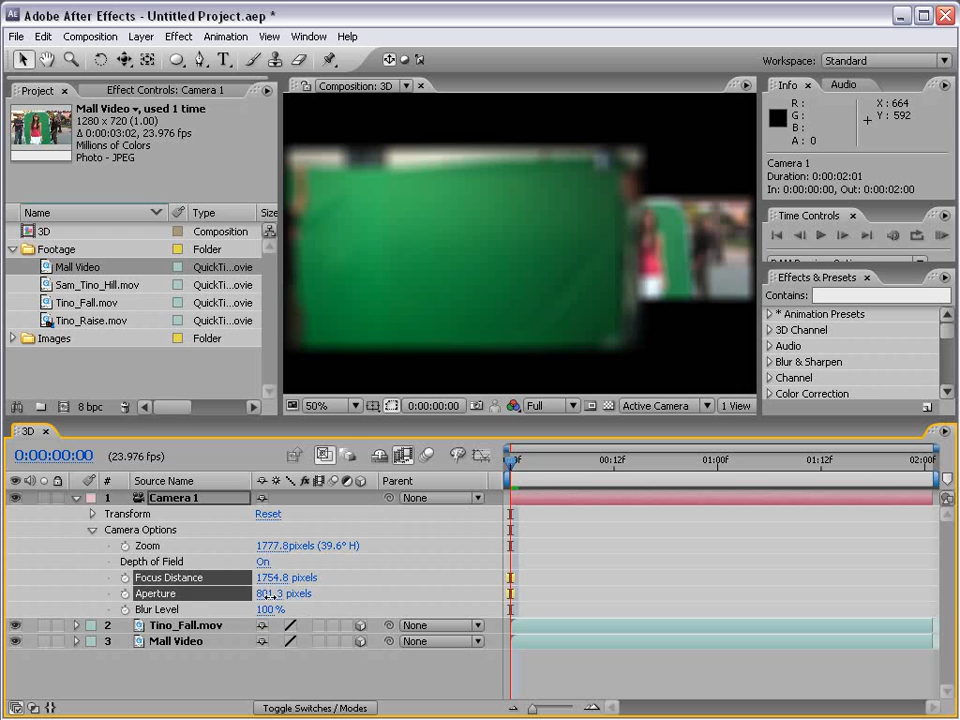 Adobe After Effects - Untitled Project.aep *
File Edit Composition Layer Effect Animation View Window Help
Workspace: Standard
Project × Effect Controls: Camera 1
Mall Video ▾, used 1 time
1280 x 720 (1.00)
Δ 0:00:03:02, 23.976 fps
Millions of Colors
Photo - JPEG
Name Type Size
3D Composition
Footage Folder
Mall Video QuickTi...ovie
Sam_Tino_Hill.mov QuickTi...ovie
Tino_Fall.mov QuickTi...ovie
Tino_Raise.mov QuickTi...ovie
Images Folder
8 bpc
Composition: 3D
50% 0:00:00:00 Full Active Camera 1 View
Info × Audio
R : X : 664
G : Y : 592
B :
A : 0
Camera 1
Duration: 0:00:02:01
In: 0:00:00:00, Out: 0:00:02:00
Time Controls ×
Effects & Presets ×
Contains:
* Animation Presets
3D Channel
Audio
Blur & Sharpen
Channel
Color Correction
3D ×
0:00:00:00 (23.976 fps)
00:12f 01:00f 01:12f 02:00f
# Source Name Parent
1 Camera 1 None
Transform Reset
Camera Options
Zoom 1777.8pixels (39.6° H)
Depth of Field On
Focus Distance 1754.8 pixels
Aperture 801.3 pixels
Blur Level 100 %
2 Tino_Fall.mov None
3 Mall Video None
Toggle Switches / Modes